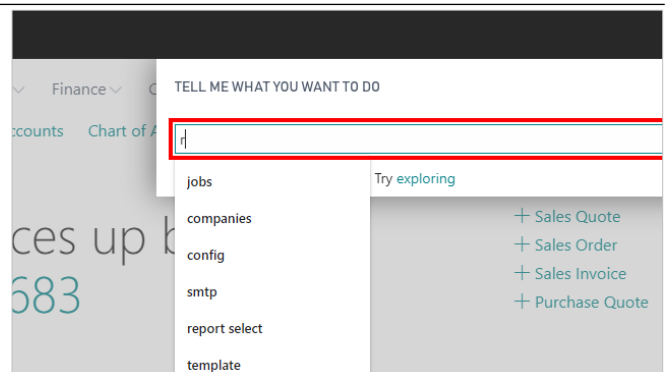 Finance
TELL ME WHAT YOU WANT TO DO
Chart of
r
jobs
Try exploring
companies
config
smtp
report select
template
ces up
683
+ Sales Quote
+ Sales Order
+ Sales Invoice
+ Purchase Quote